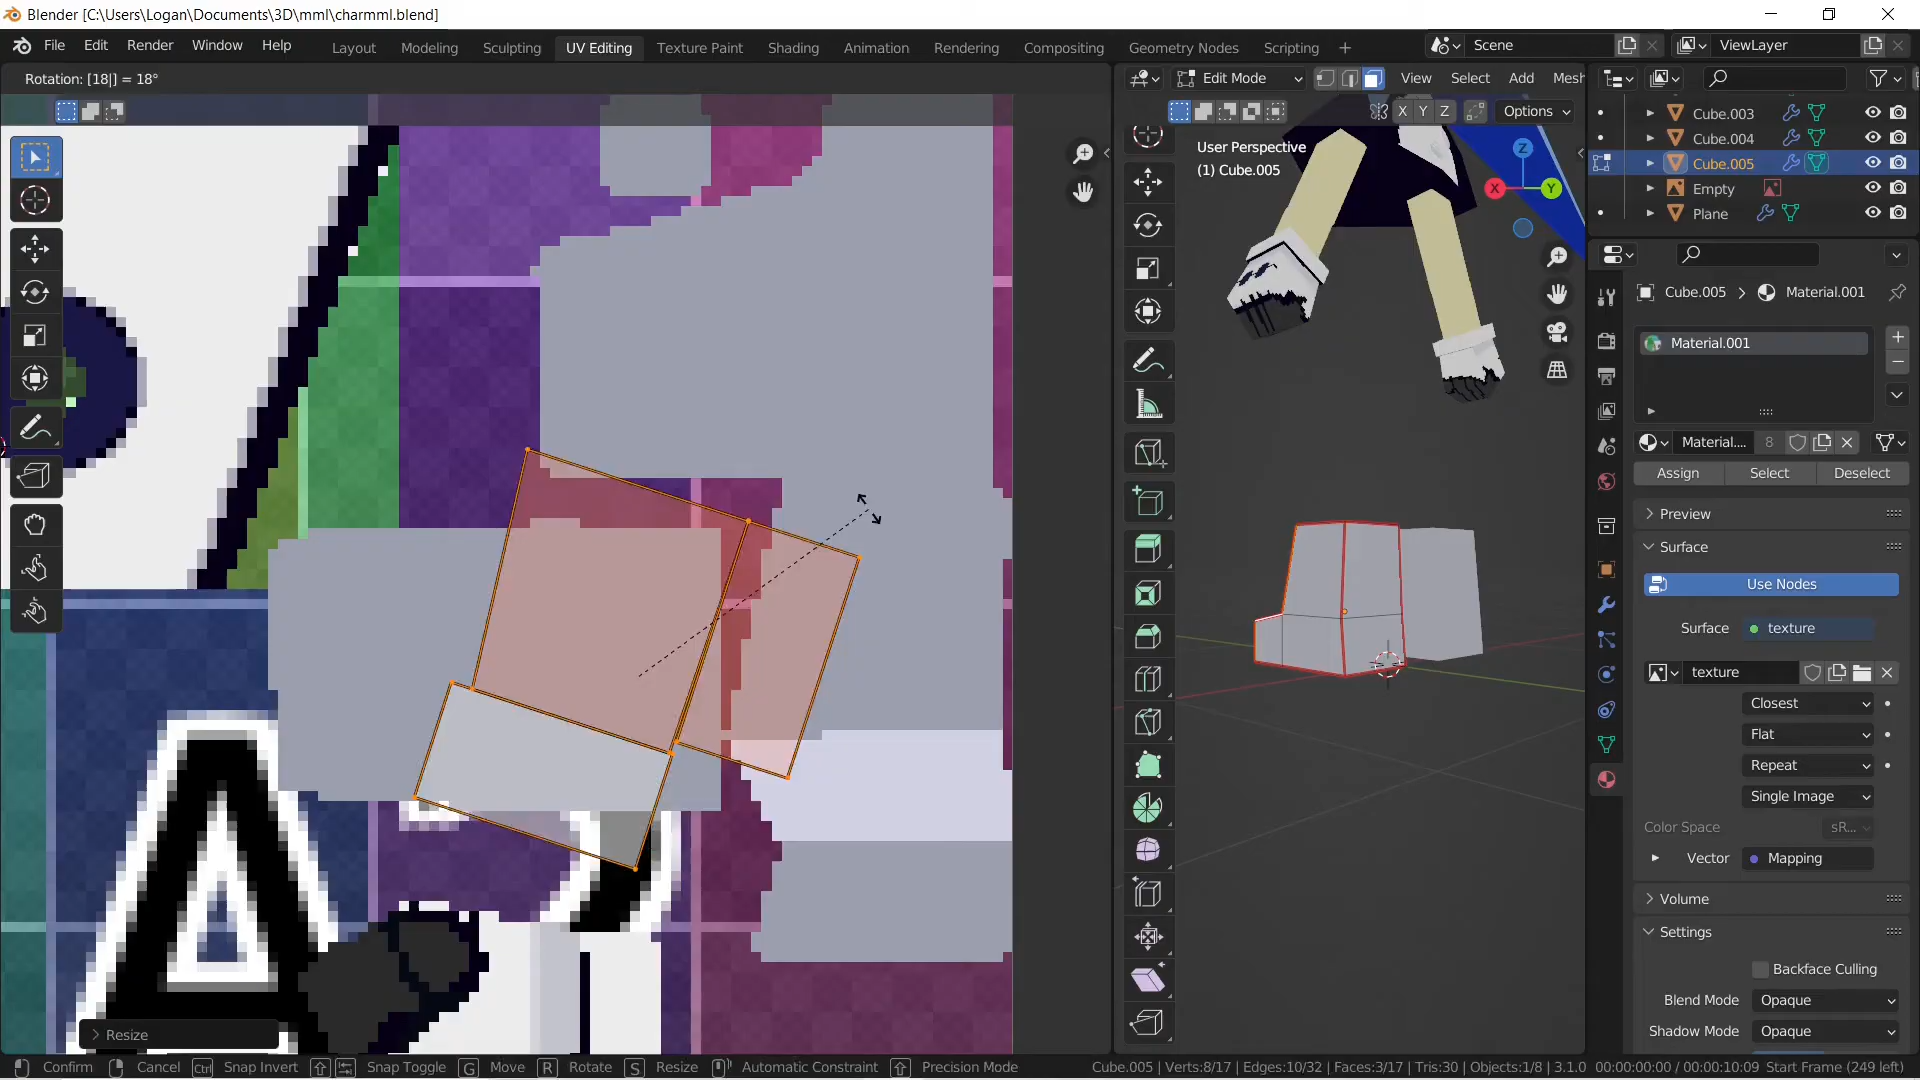 Blender [C:\Users\Logan\Documents\3D\mml\charmml.blend]
File Edit Render Window Help Layout Modeling Sculpting UV Editing Texture Paint Shading Animation Rendering Compositing Geometry Nodes Scripting + Scene ViewLayer
Rotation: [18|] = 18°
Edit Mode View Select Add Mesh
X Y Z Options
User Perspective
(1) Cube.005
Z
X Y
Cube.003
Cube.004
Cube.005
Empty
Plane
Cube.005 > Material.001
Material.001
Material.... 8
Assign Select Deselect
Preview
Surface
Use Nodes
Surface texture
texture
Closest
Flat
Repeat
Single Image
Color Space sR...
Vector Mapping
Volume
Settings
Backface Culling
Blend Mode Opaque
Shadow Mode Opaque
A
> Resize
Confirm Cancel Ctrl Snap Invert Snap Toggle G Move R Rotate S Resize Automatic Constraint Precision Mode Cube.005 | Verts:8/17 | Edges:10/32 | Faces:3/17 | Tris:30 | Objects:1/8 | 3.1.0 00:00:00:00 / 00:00:10:09 Start Frame (249 left)